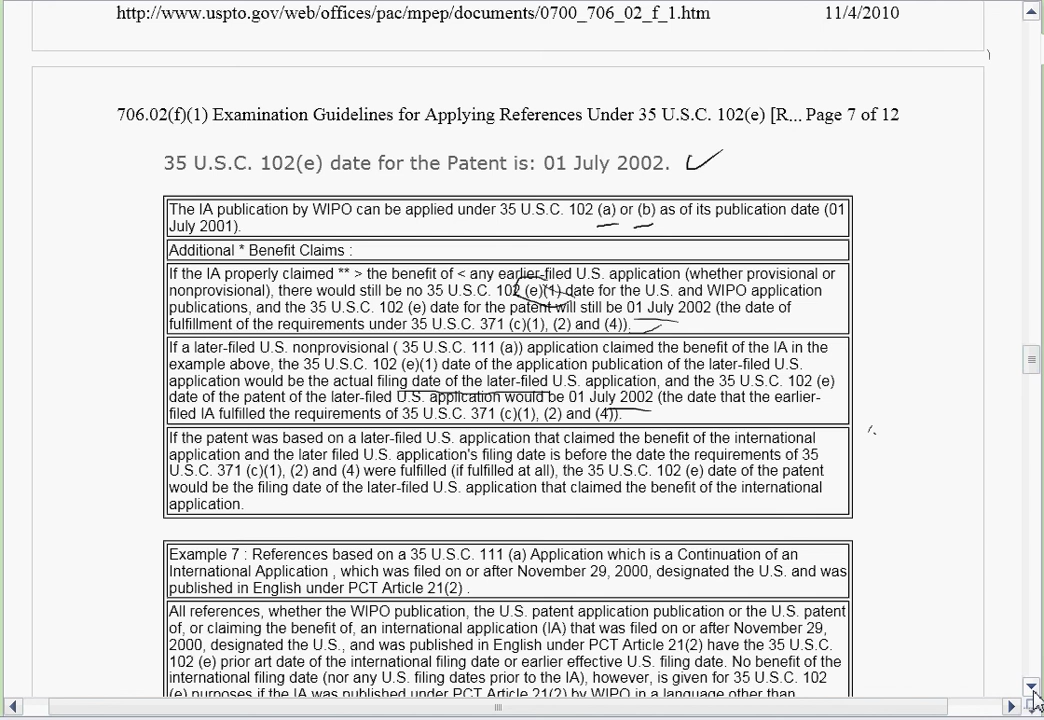 http://www.uspto.gov/web/offices/pac/mpep/documents/0700_706_02_f_1.htm 11/4/2010
706.02(f)(1) Examination Guidelines for Applying References Under 35 U.S.C. 102(e) [R... Page 7 of 12
35 U.S.C. 102(e) date for the Patent is: 01 July 2002.
The IA publication by WIPO can be applied under 35 U.S.C. 102 (a) or (b) as of its publication date (01
July 2001).
Additional * Benefit Claims :
If the IA properly claimed ** > the benefit of < any earlier-filed U.S. application (whether provisional or
nonprovisional), there would still be no 35 U.S.C. 102 (e)(1) date for the U.S. and WIPO application
publications, and the 35 U.S.C. 102 (e) date for the patent will still be 01 July 2002 (the date of
fulfillment of the requirements under 35 U.S.C. 371 (c)(1), (2) and (4)).
If a later-filed U.S. nonprovisional ( 35 U.S.C. 111 (a)) application claimed the benefit of the IA in the
example above, the 35 U.S.C. 102 (e)(1) date of the application publication of the later-filed U.S.
application would be the actual filing date of the later-filed U.S. application, and the 35 U.S.C. 102 (e)
date of the patent of the later-filed U.S. application would be 01 July 2002 (the date that the earlier-
filed IA fulfilled the requirements of 35 U.S.C. 371 (c)(1), (2) and (4)).
If the patent was based on a later-filed U.S. application that claimed the benefit of the international
application and the later filed U.S. application's filing date is before the date the requirements of 35
U.S.C. 371 (c)(1), (2) and (4) were fulfilled (if fulfilled at all), the 35 U.S.C. 102 (e) date of the patent
would be the filing date of the later-filed U.S. application that claimed the benefit of the international
application.
Example 7 : References based on a 35 U.S.C. 111 (a) Application which is a Continuation of an
International Application , which was filed on or after November 29, 2000, designated the U.S. and was
published in English under PCT Article 21(2) .
All references, whether the WIPO publication, the U.S. patent application publication or the U.S. patent
of, or claiming the benefit of, an international application (IA) that was filed on or after November 29,
2000, designated the U.S., and was published in English under PCT Article 21(2) have the 35 U.S.C.
102 (e) prior art date of the international filing date or earlier effective U.S. filing date. No benefit of the
international filing date (nor any U.S. filing dates prior to the IA), however, is given for 35 U.S.C. 102
(e) purposes if the IA was published under PCT Article 21(2) by WIPO in a language other than